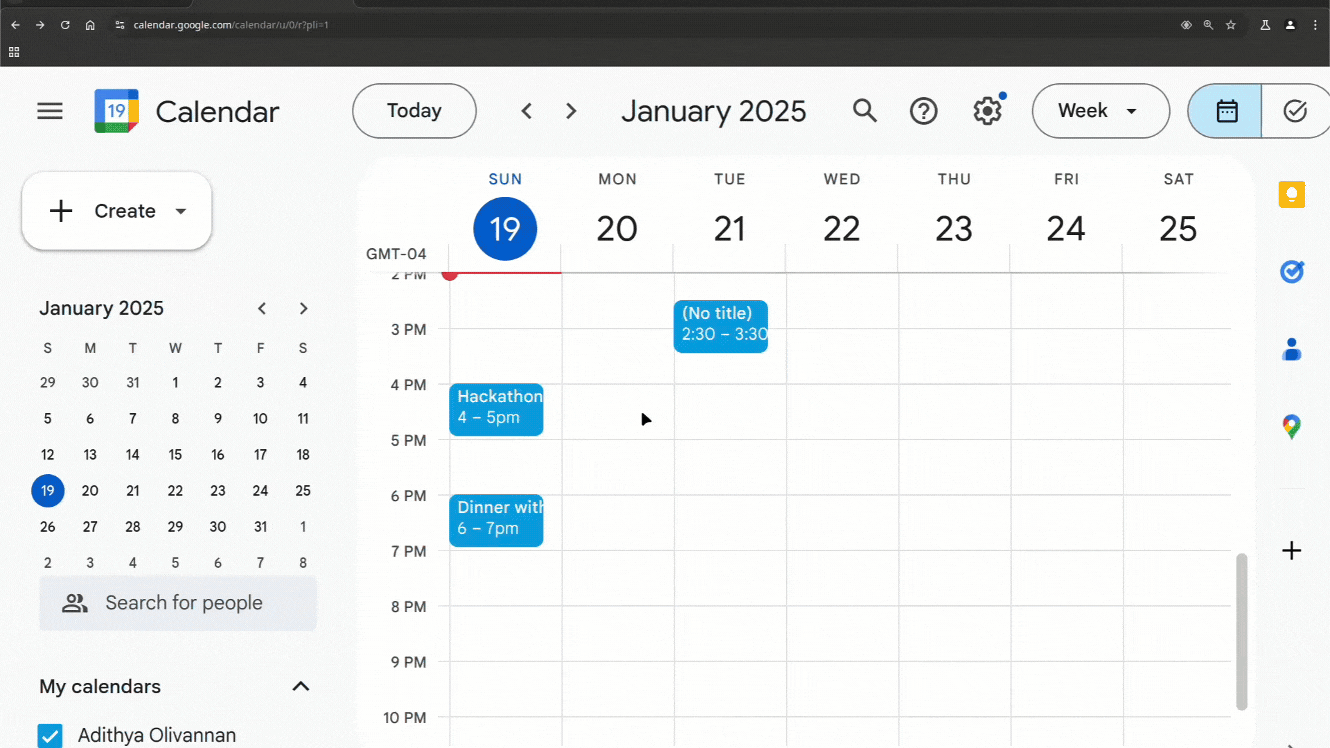 calendar.google.com/calendar/u/0/r?pli=1
19
Calendar
Today
January 2025
Week
Create
SUN MON TUE WED THU FRI SAT
19 20 21 22 23 24 25
GMT-04
2 PM
(No title)
2:30 – 3:30
3 PM
4 PM
Hackathon
4 – 5pm
5 PM
6 PM
Dinner with
6 – 7pm
7 PM
8 PM
9 PM
10 PM
January 2025
S M T W T F S
29 30 31 1 2 3 4
5 6 7 8 9 10 11
12 13 14 15 16 17 18
19 20 21 22 23 24 25
26 27 28 29 30 31 1
2 3 4 5 6 7 8
Search for people
My calendars
Adithya Olivannan